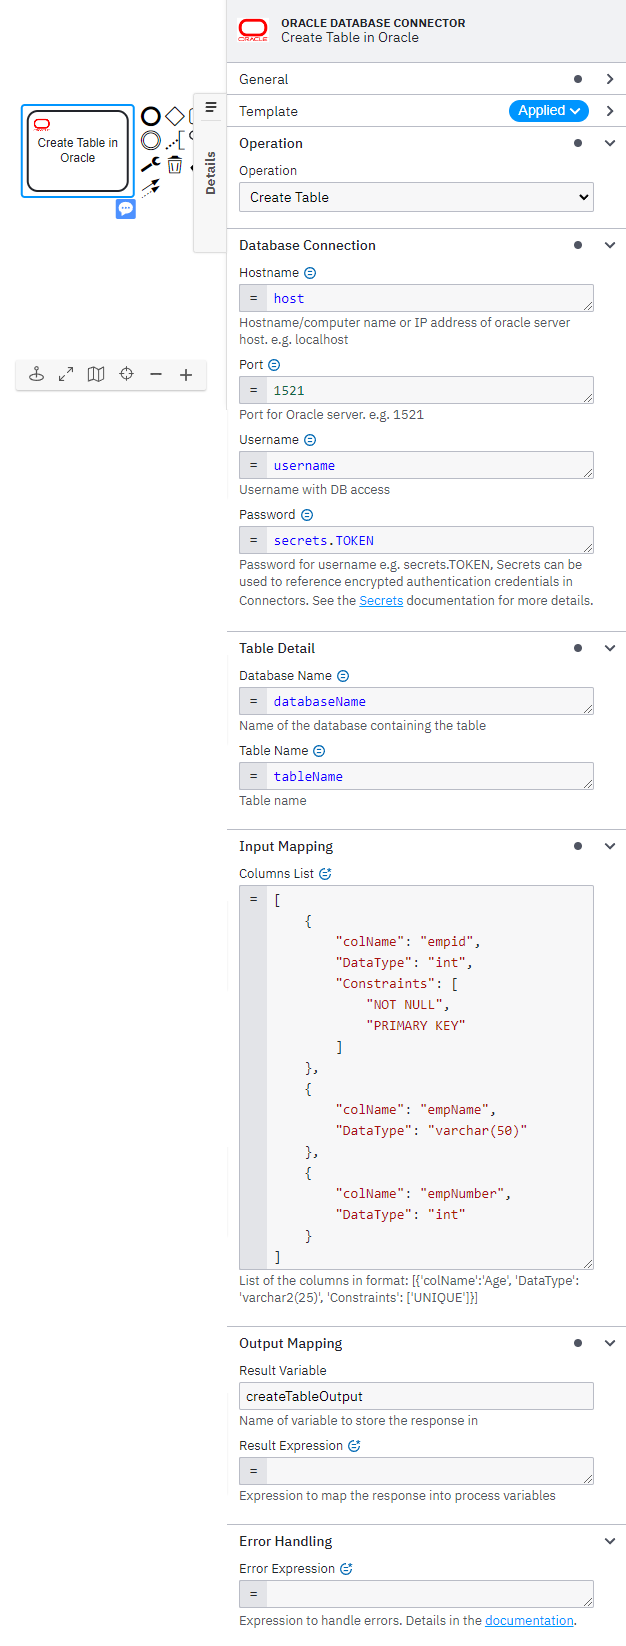 ORACLE
ORACLE DATABASE CONNECTOR
Create Table in Oracle
Create Table in
Oracle
Details
General
Template
Applied
Operation
Operation
Create Table
Database Connection
Hostname
= host
Hostname/computer name or IP address of oracle server
host. e.g. localhost
Port
= 1521
Port for Oracle server. e.g. 1521
Username
= username
Username with DB access
Password
= secrets.TOKEN
Password for username e.g. secrets.TOKEN, Secrets can be
used to reference encrypted authentication credentials in
Connectors. See the Secrets documentation for more details.
Table Detail
Database Name
= databaseName
Name of the database containing the table
Table Name
= tableName
Table name
Input Mapping
Columns List
= [
{
"colName": "empid",
"DataType": "int",
"Constraints": [
"NOT NULL",
"PRIMARY KEY"
]
},
{
"colName": "empName",
"DataType": "varchar(50)"
},
{
"colName": "empNumber",
"DataType": "int"
}
]
List of the columns in format: [{'colName':'Age', 'DataType':
'varchar2(25)', 'Constraints': ['UNIQUE']}]
Output Mapping
Result Variable
createTableOutput
Name of variable to store the response in
Result Expression
=
Expression to map the response into process variables
Error Handling
Error Expression
=
Expression to handle errors. Details in the documentation.